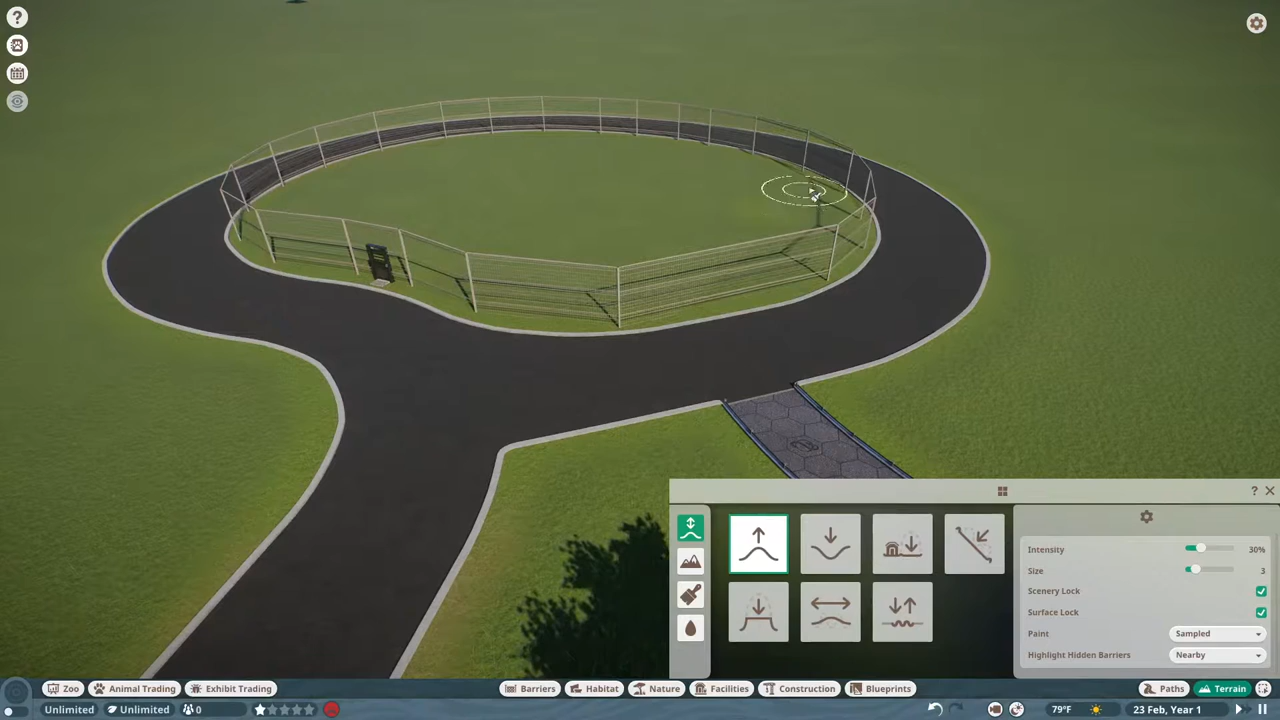 ?
?
Intensity 30%
Size 3
Scenery Lock
Surface Lock
Paint Sampled
Highlight Hidden Barriers Nearby
Zoo Animal Trading Exhibit Trading Barriers Habitat Nature Facilities Construction Blueprints Paths Terrain
Unlimited Unlimited 0 79°F 23 Feb, Year 1